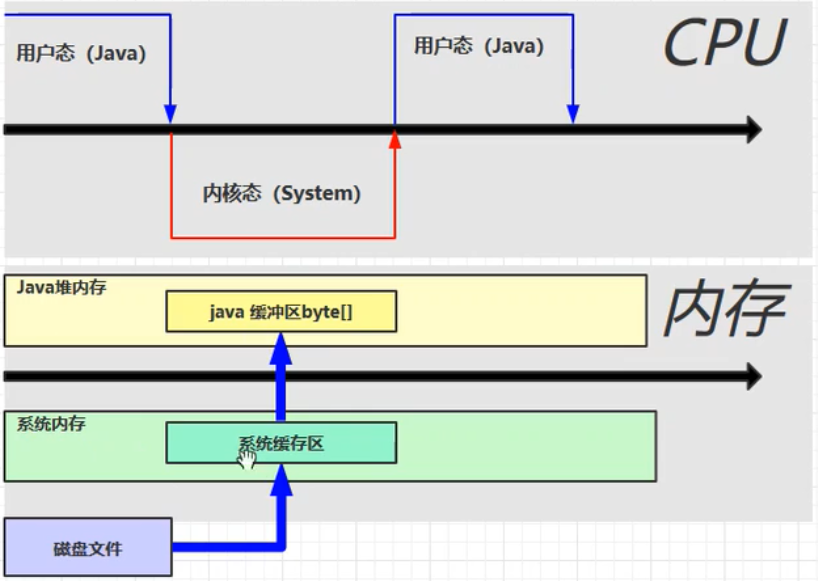 用户态（Java）
用户态（Java）
CPU
内核态（System）
Java堆内存
java 缓冲区byte[]
内存
系统内存
系统缓存区
磁盘文件